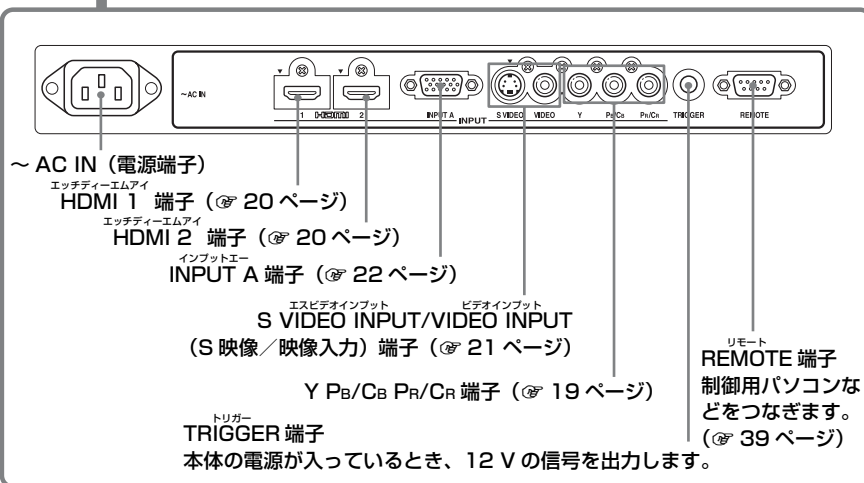 ～AC IN
1 HDMI 2
INPUT A
S VIDEO VIDEO
Y PB/CB PR/CR
TRIGGER
REMOTE
INPUT
～ AC IN（電源端子）
エッチディーエムアイ
HDMI 1 端子（☞ 20 ページ）
エッチディーエムアイ
HDMI 2 端子（☞ 20 ページ）
インプットエー
INPUT A 端子（☞ 22 ページ）
エスビデオインプット ビデオインプット
S VIDEO INPUT/VIDEO INPUT
（S 映像／映像入力）端子（☞ 21 ページ）
Y PB/CB PR/CR 端子（☞ 19 ページ）
トリガー
TRIGGER 端子
本体の電源が入っているとき、12 V の信号を出力します。
リモート
REMOTE 端子
制御用パソコンな
どをつなぎます。
（☞ 39 ページ）